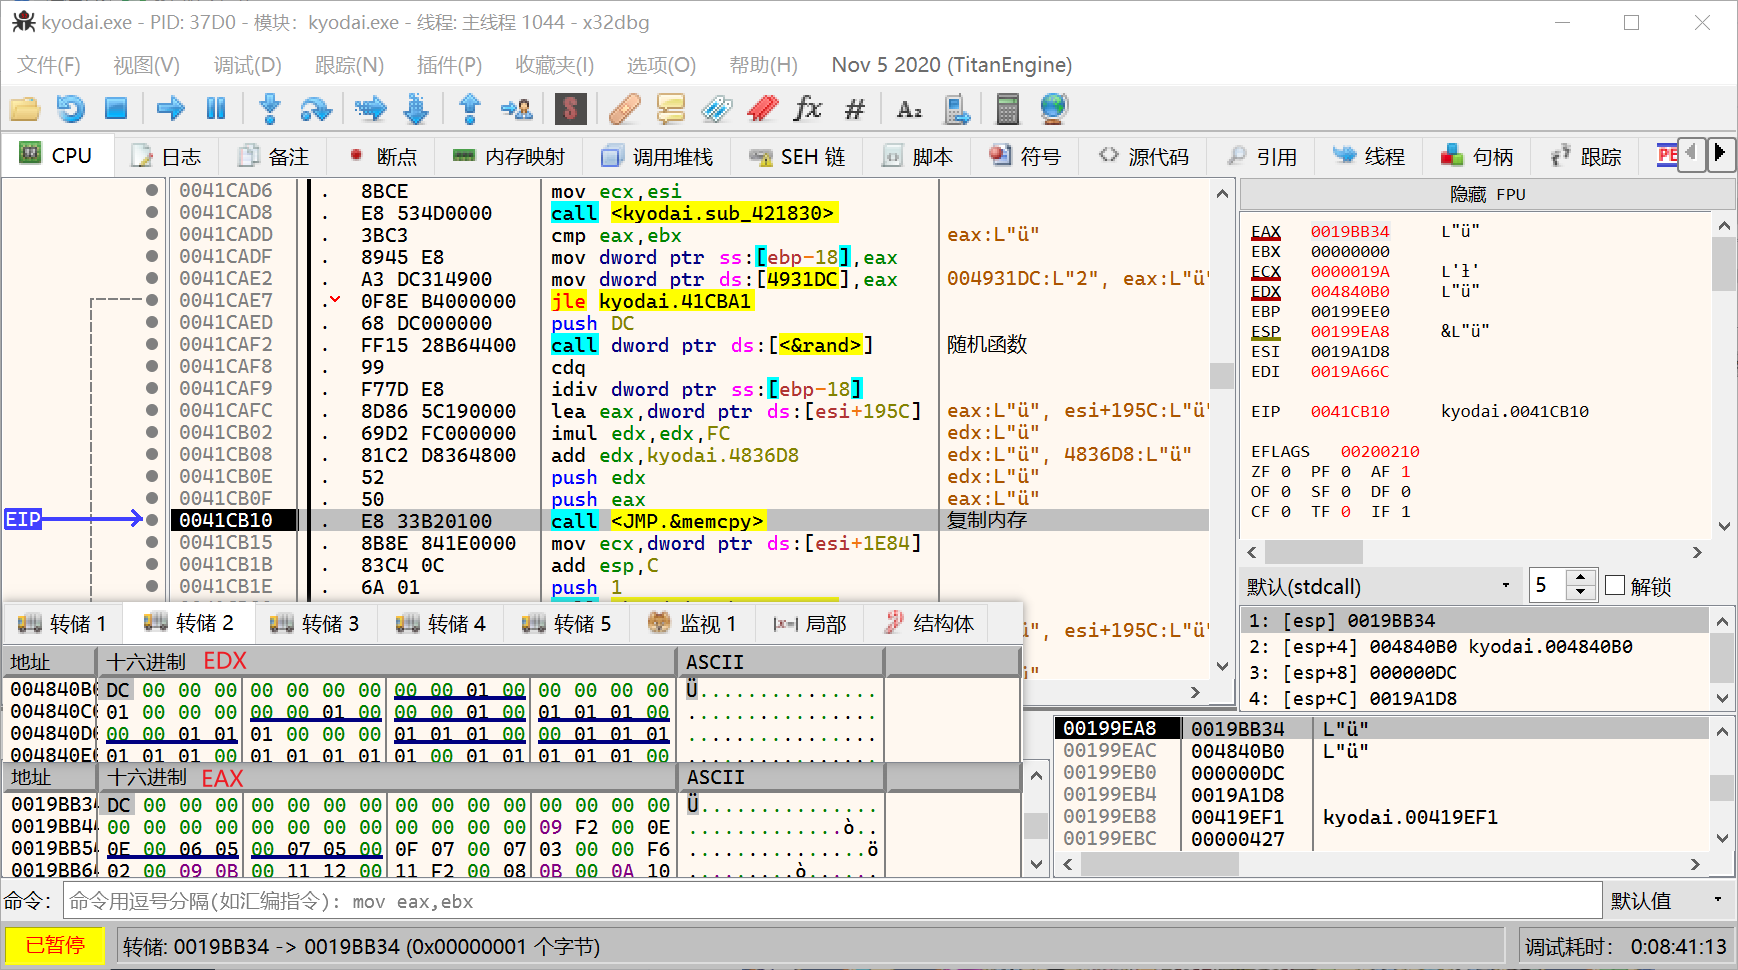 kyodai.exe - PID: 37D0 - 模块: kyodai.exe - 线程: 主线程 1044 - x32dbg
文件(F) 视图(V) 调试(D) 跟踪(N) 插件(P) 收藏夹(I) 选项(O) 帮助(H) Nov 5 2020 (TitanEngine)
CPU 日志 备注 断点 内存映射 调用堆栈 SEH 链 脚本 符号 源代码 引用 线程 句柄 跟踪 PE
0041CAD6 . 8BCE mov ecx,esi
0041CAD8 . E8 534D0000 call <kyodai.sub_421830>
0041CADD . 3BC3 cmp eax,ebx eax:L"ü"
0041CADF . 8945 E8 mov dword ptr ss:[ebp-18],eax
0041CAE2 . A3 DC314900 mov dword ptr ds:[4931DC],eax 004931DC:L"2", eax:L"ü"
0041CAE7 . 0F8E B4000000 jle kyodai.41CBA1
0041CAED . 68 DC000000 push DC
0041CAF2 . FF15 28B64400 call dword ptr ds:[<&rand>] 随机函数
0041CAF8 . 99 cdq
0041CAF9 . F77D E8 idiv dword ptr ss:[ebp-18]
0041CAFC . 8D86 5C190000 lea eax,dword ptr ds:[esi+195C] eax:L"ü", esi+195C:L"ü"
0041CB02 . 69D2 FC000000 imul edx,edx,FC edx:L"ü"
0041CB08 . 81C2 D8364800 add edx,kyodai.4836D8 edx:L"ü", 4836D8:L"ü"
0041CB0E . 52 push edx edx:L"ü"
0041CB0F . 50 push eax eax:L"ü"
EIP 0041CB10 . E8 33B20100 call <JMP.&memcpy> 复制内存
0041CB15 . 8B8E 841E0000 mov ecx,dword ptr ds:[esi+1E84]
0041CB1B . 83C4 0C add esp,C
0041CB1E . 6A 01 push 1
ü", esi+195C:L"ü"
隐藏 FPU
EAX 0019BB34 L"ü"
EBX 00000000
ECX 0000019A L'ƚ'
EDX 004840B0 L"ü"
EBP 00199EE0
ESP 00199EA8 &L"ü"
ESI 0019A1D8
EDI 0019A66C
EIP 0041CB10 kyodai.0041CB10
EFLAGS 00200210
ZF 0 PF 0 AF 1
OF 0 SF 0 DF 0
CF 0 TF 0 IF 1
默认(stdcall) 5 解锁
1: [esp] 0019BB34
2: [esp+4] 004840B0 kyodai.004840B0
3: [esp+8] 000000DC
4: [esp+C] 0019A1D8
转储 1 转储 2 转储 3 转储 4 转储 5 监视 1 局部 结构体
地址 十六进制 EDX ASCII
004840B0 DC 00 00 00 00 00 00 00 00 00 01 00 00 00 00 00 Ü...............
004840C0 01 00 00 00 00 00 01 00 00 00 01 00 01 01 01 00 ................
004840D0 00 00 01 01 01 00 00 00 01 01 01 00 00 01 01 01 ................
004840E0 01 01 01 00 01 01 01 01 01 00 01 01 01 01 01 00
地址 十六进制 EAX ASCII
0019BB34 DC 00 00 00 00 00 00 00 00 00 00 00 00 00 00 00 Ü...............
0019BB44 00 00 00 00 00 00 00 00 00 00 00 00 09 F2 00 0E .............ò..
0019BB54 0E 00 06 05 00 07 05 00 0F 07 00 07 03 00 00 F6 ...............ö
0019BB64 02 00 09 0B 00 11 12 00 11 F2 00 08 0B 00 0A 10 .........ò......
00199EA8 0019BB34 L"ü"
00199EAC 004840B0 L"ü"
00199EB0 000000DC
00199EB4 0019A1D8
00199EB8 00419EF1 kyodai.00419EF1
00199EBC 00000427
命令: 命令用逗号分隔(如汇编指令): mov eax,ebx 默认值
已暂停 转储: 0019BB34 -> 0019BB34 (0x00000001 个字节) 调试耗时: 0:08:41:13